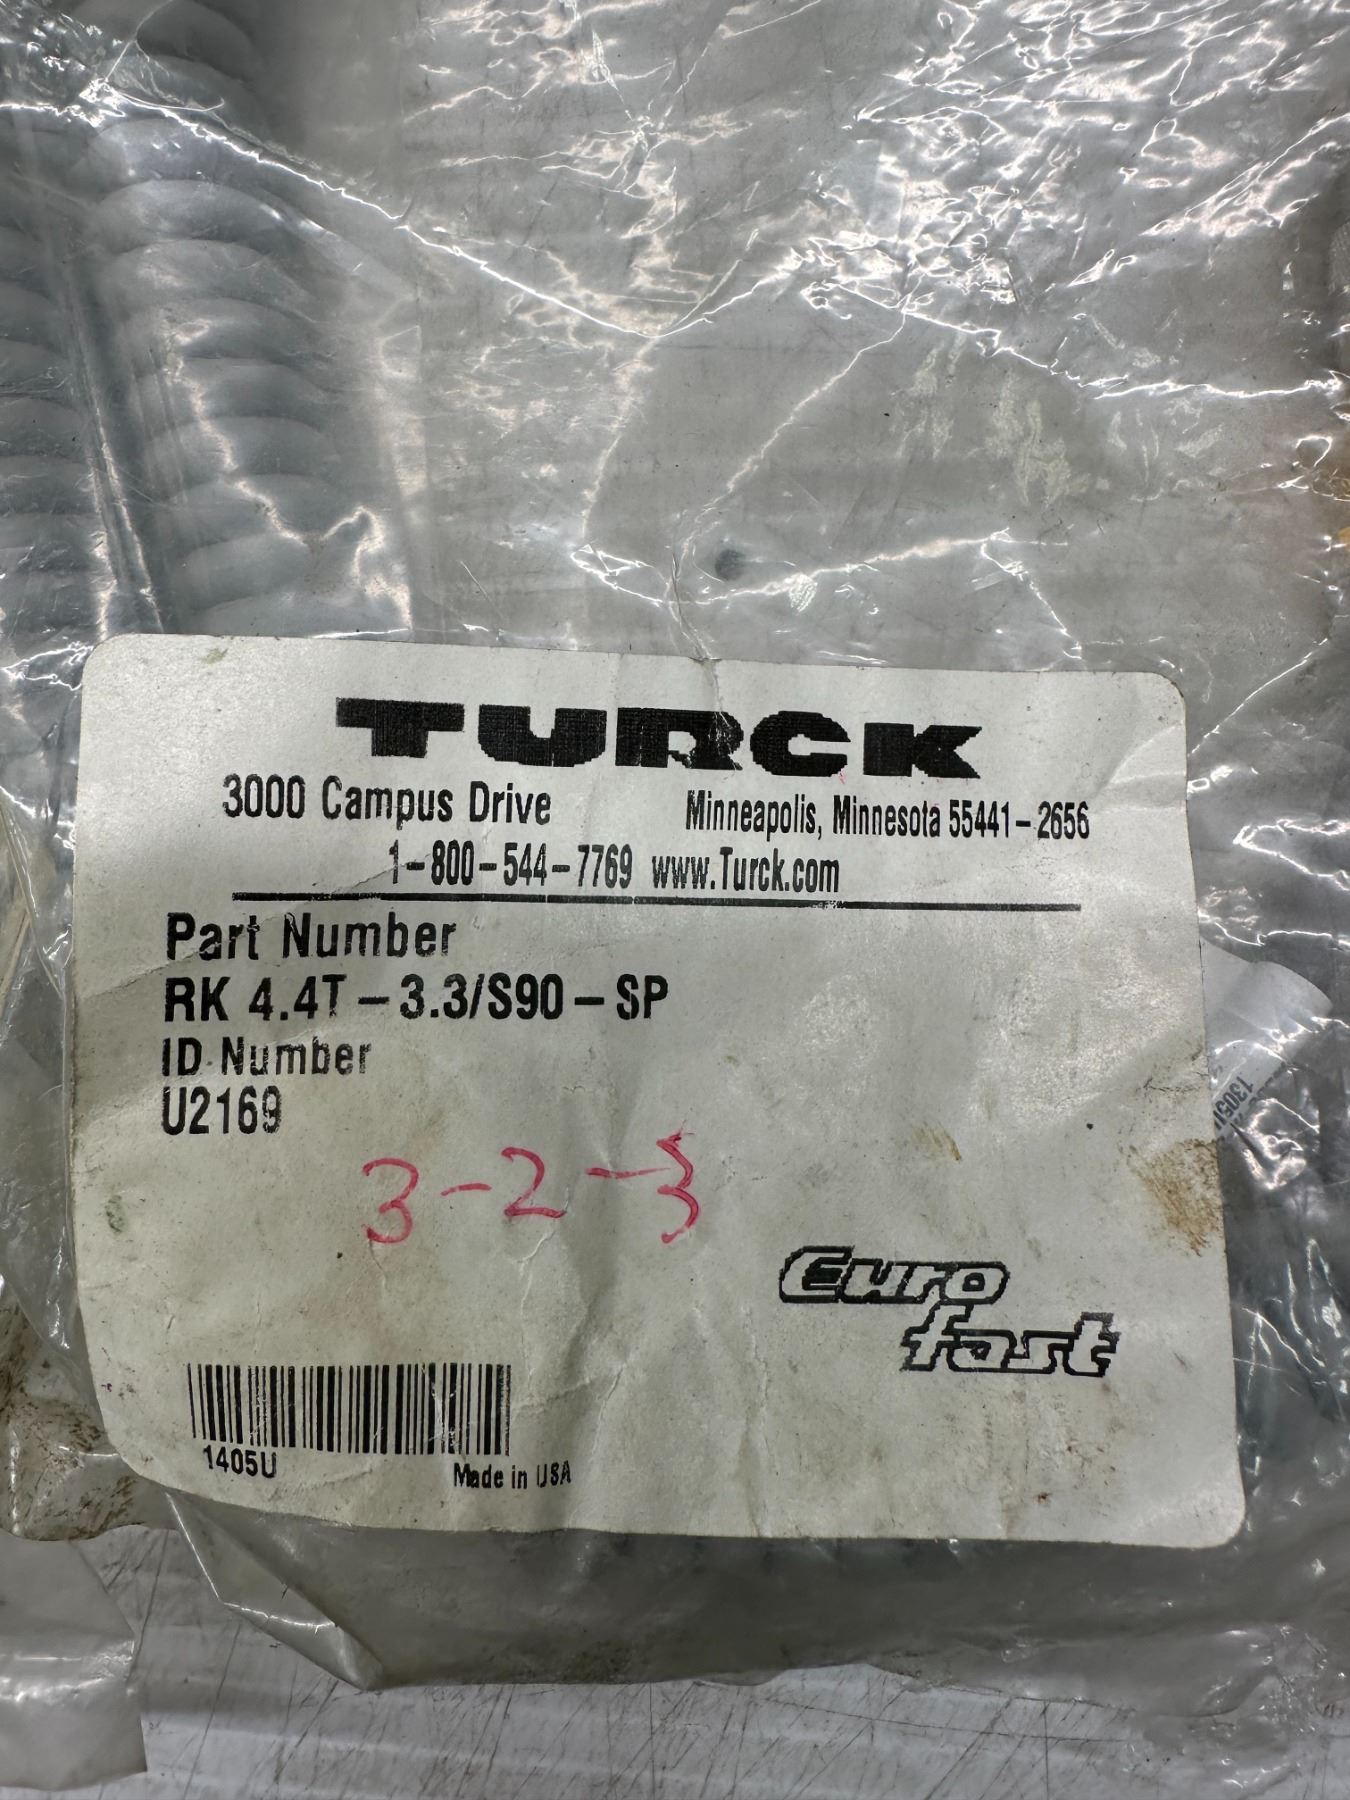 TURCK
3000 Campus Drive Minneapolis, Minnesota 55441-2656
1-800-544-7769 www.Turck.com
Part Number
RK 4.4T-3.3/S90-SP
ID Number
U2169
3-2-3
Euro
fast
1405U
Made in USA